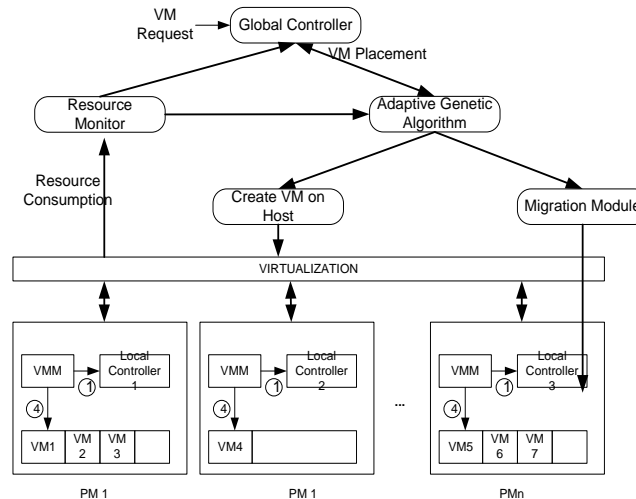 VM
Request
Global Controller
VM Placement
Resource
Monitor
Adaptive Genetic
Algorithm
Resource
Consumption
Create VM on
Host
Migration Module
VIRTUALIZATION
VMM
1
Local
Controller
1
4
VM1
VM
2
VM
3
PM 1
VMM
1
Local
Controller
2
4
VM4
PM 1
...
VMM
1
Local
Controller
3
4
VM5
VM
6
VM
7
PMn